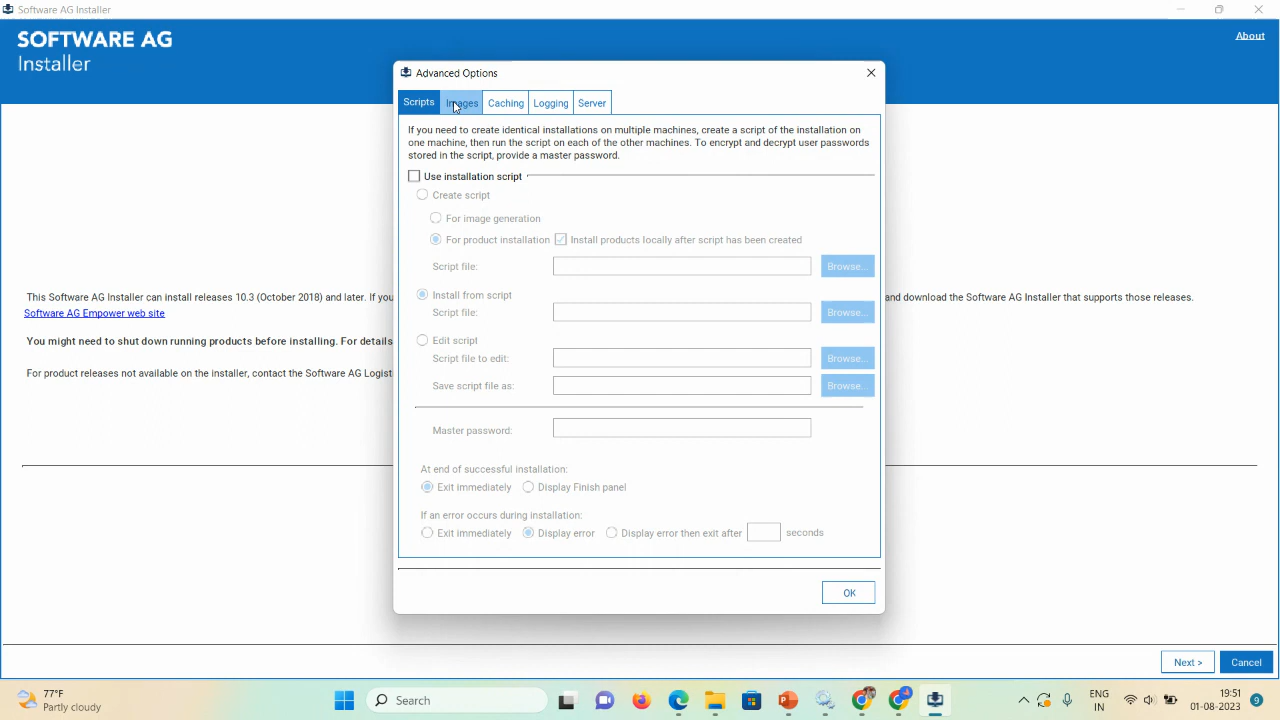 Software AG Installer
SOFTWARE AG
Installer
About
Advanced Options
Scripts Images Caching Logging Server
If you need to create identical installations on multiple machines, create a script of the installation on
one machine, then run the script on each of the other machines. To encrypt and decrypt user passwords
stored in the script, provide a master password.
Use installation script
Create script
For image generation
For product installation Install products locally after script has been created
Script file: Browse...
Install from script
Script file: Browse...
Edit script
Script file to edit: Browse...
Save script file as: Browse...
Master password:
At end of successful installation:
Exit immediately Display Finish panel
If an error occurs during installation:
Exit immediately Display error Display error then exit after seconds
OK
This Software AG Installer can install releases 10.3 (October 2018) and later. If you and download the Software AG Installer that supports those releases.
Software AG Empower web site
You might need to shut down running products before installing. For details
For product releases not available on the installer, contact the Software AG Logist
Next > Cancel
77°F
Partly cloudy
Search
ENG
IN
19:51
01-08-2023
9